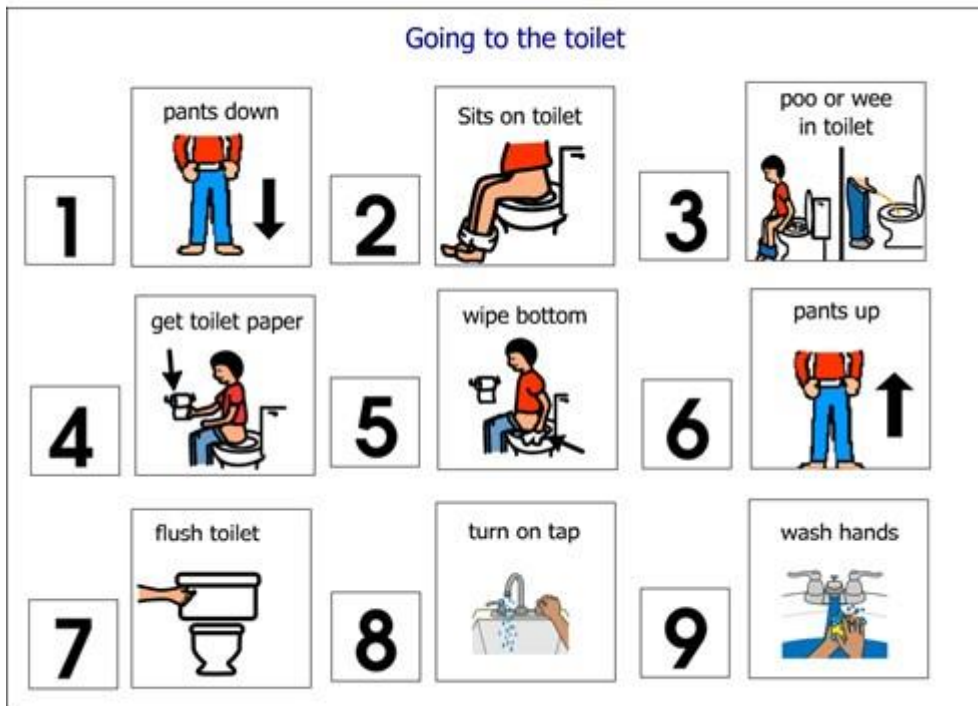 Going to the toilet
1
pants down
2
Sits on toilet
3
poo or wee
in toilet
4
get toilet paper
5
wipe bottom
6
pants up
7
flush toilet
8
turn on tap
9
wash hands